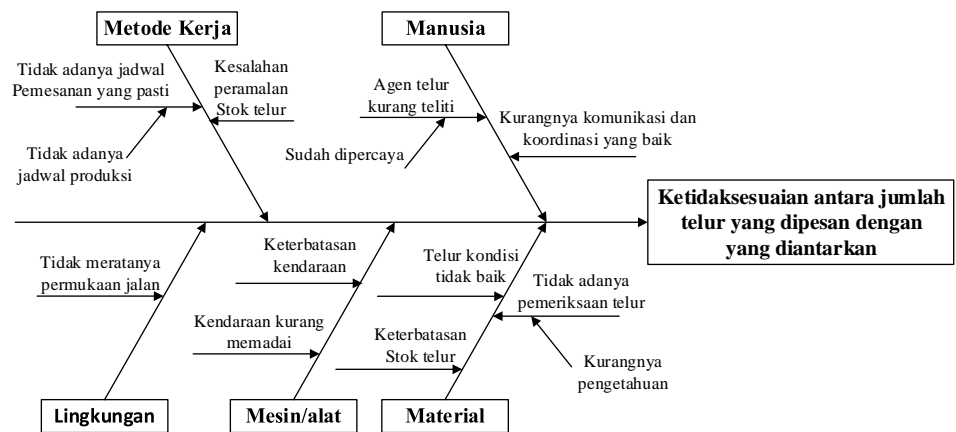 Metode Kerja
Manusia
Tidak adanya jadwal
Pemesanan yang pasti
Kesalahan
peramalan
Stok telur
Tidak adanya
jadwal produksi
Agen telur
kurang teliti
Sudah dipercaya
Kurangnya komunikasi dan
koordinasi yang baik
Ketidaksesuaian antara jumlah
telur yang dipesan dengan
yang diantarkan
Tidak meratanya
permukaan jalan
Keterbatasan
kendaraan
Kendaraan kurang
memadai
Telur kondisi
tidak baik
Tidak adanya
pemeriksaan telur
Keterbatasan
Stok telur
Kurangnya
pengetahuan
Lingkungan
Mesin/alat
Material